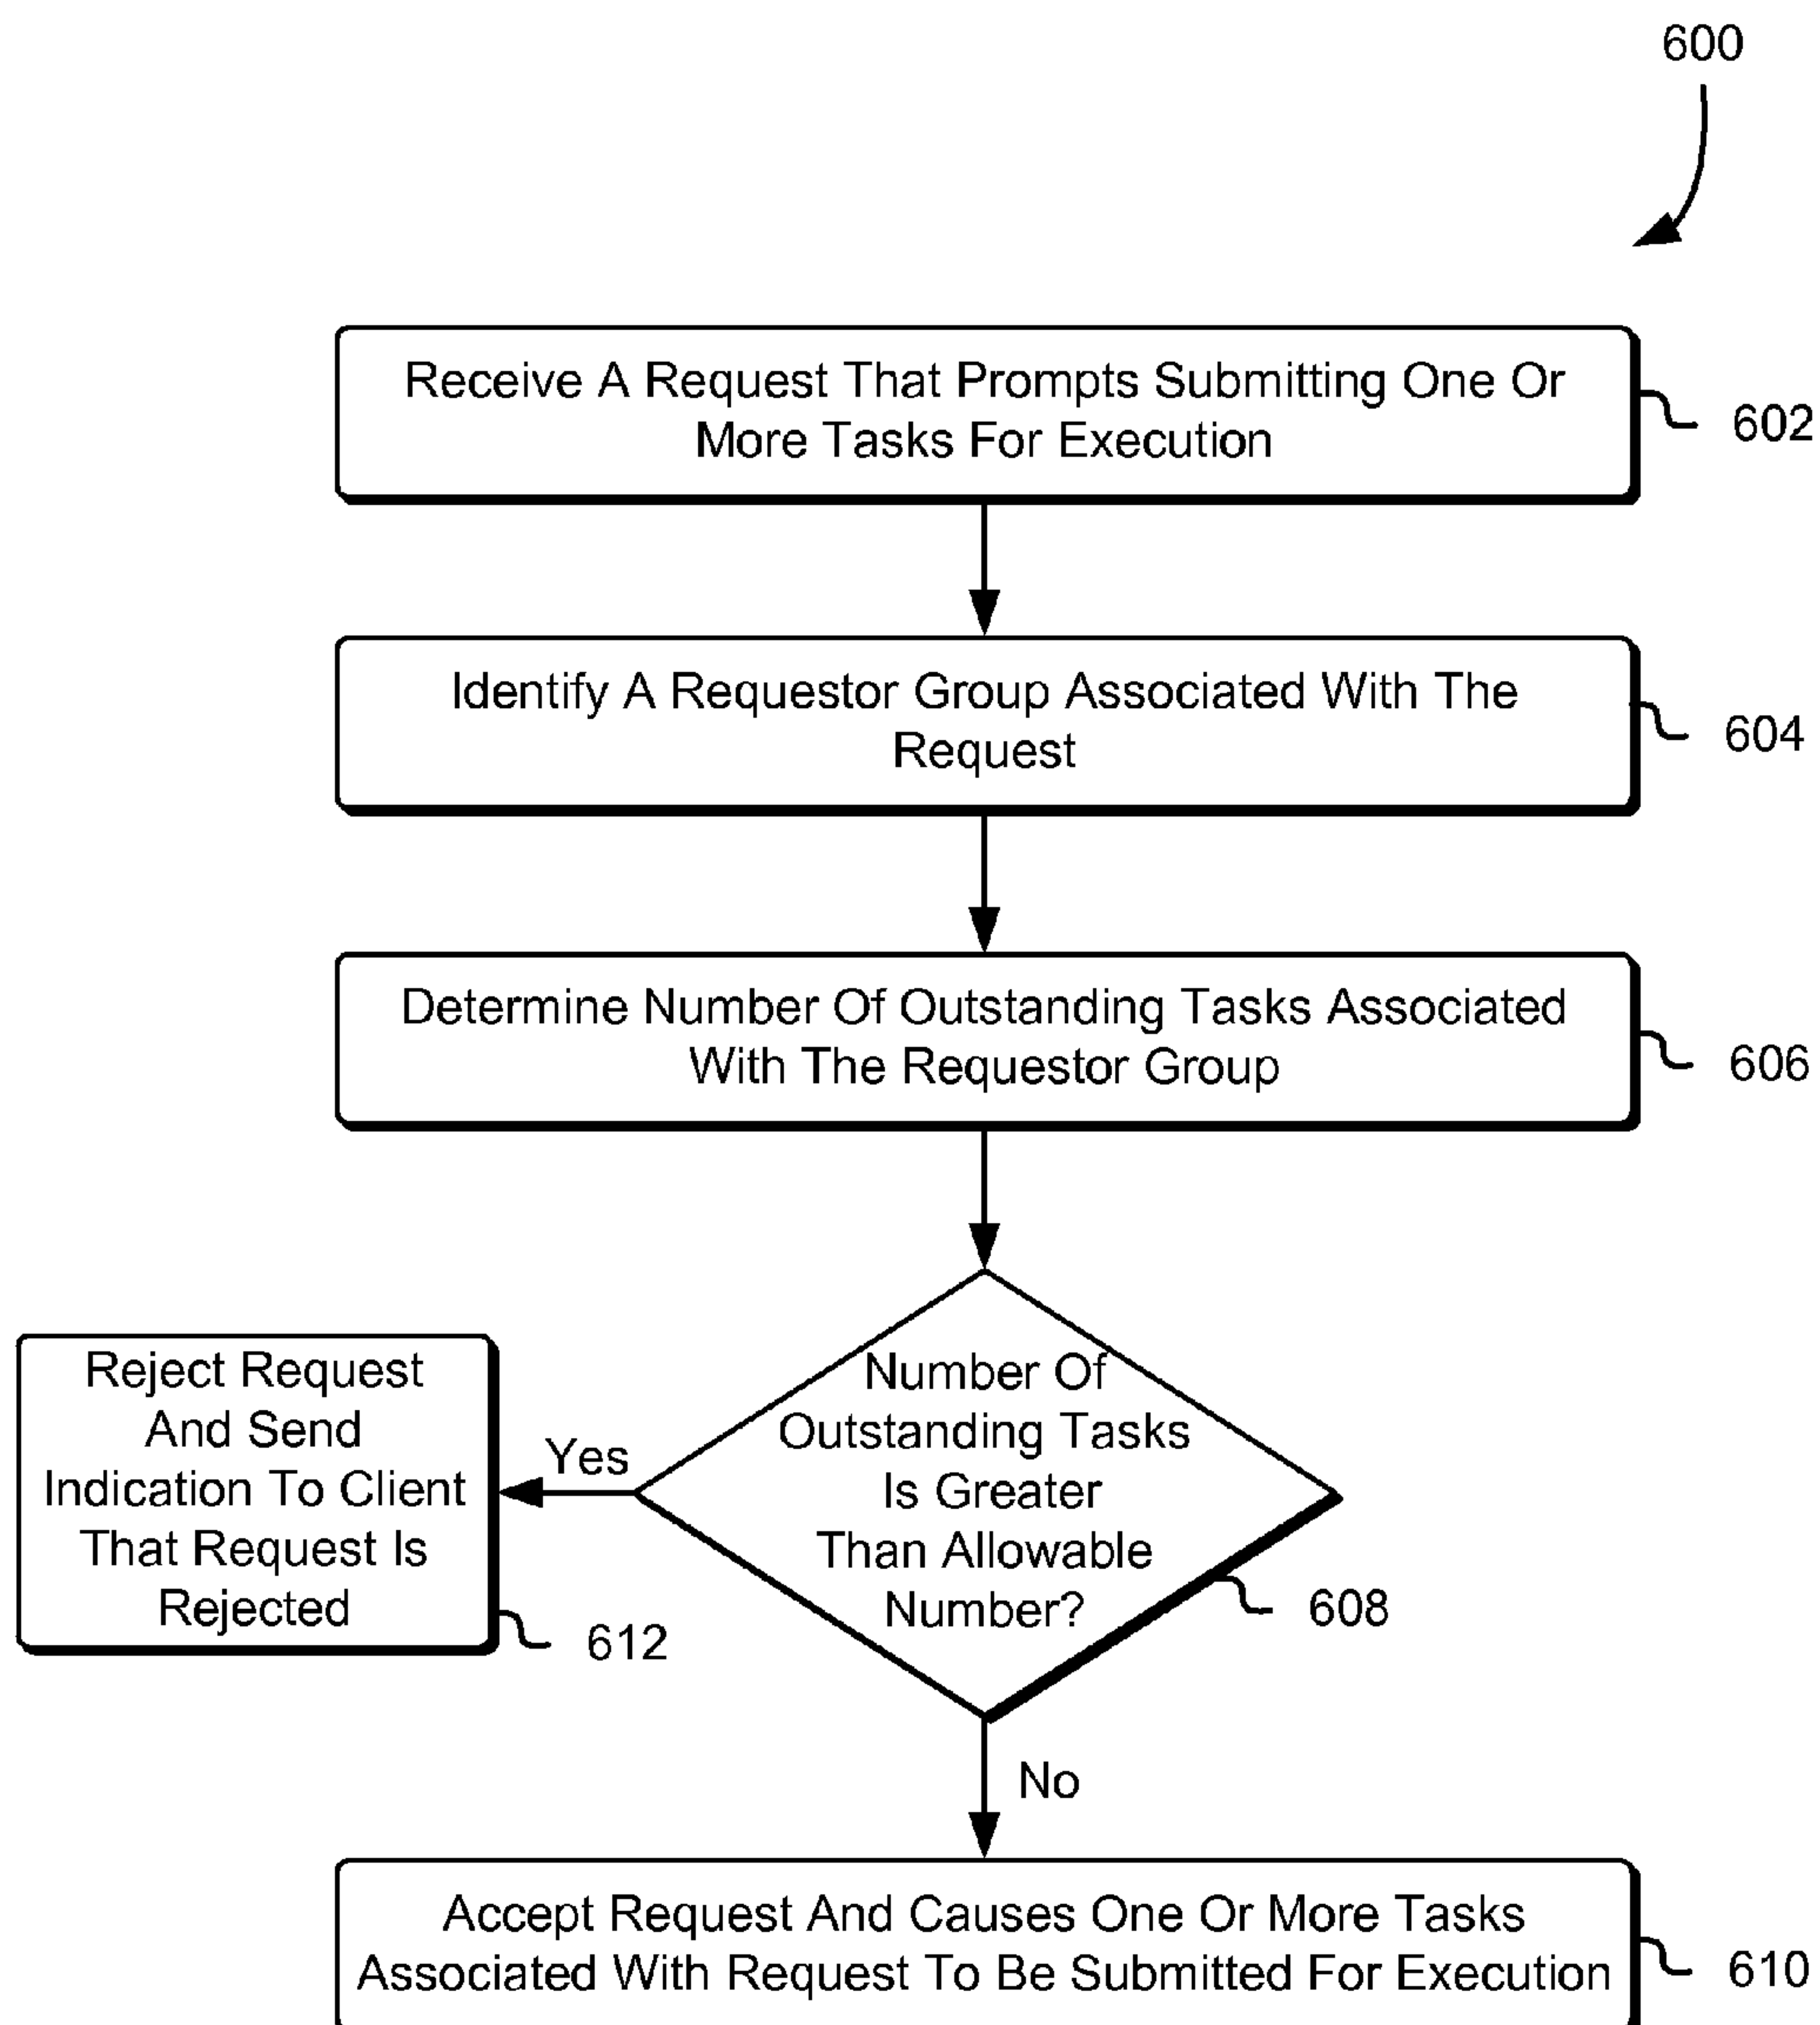 600
Receive A Request That Prompts Submitting One Or
More Tasks For Execution
602
Identify A Requestor Group Associated With The
Request
604
Determine Number Of Outstanding Tasks Associated
With The Requestor Group
606
Number Of
Outstanding Tasks
Is Greater
Than Allowable
Number?
608
Yes
Reject Request
And Send
Indication To Client
That Request Is
Rejected
612
No
Accept Request And Causes One Or More Tasks
Associated With Request To Be Submitted For Execution
610